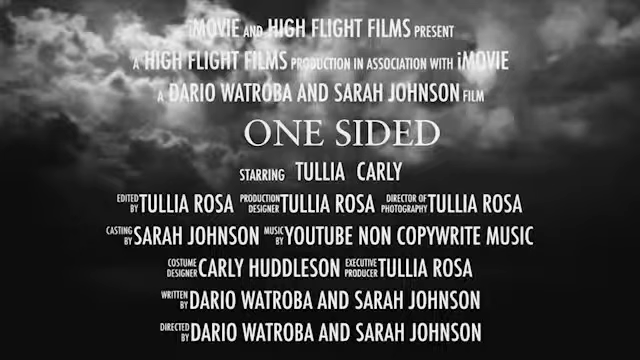 iMOVIE AND HIGH FLIGHT FILMS PRESENT
A HIGH FLIGHT FILMS PRODUCTION IN ASSOCIATION WITH iMOVIE
A DARIO WATROBA AND SARAH JOHNSON FILM
ONE SIDED
STARRING TULLIA CARLY
EDITED BY TULLIA ROSA PRODUCTION DESIGNER TULLIA ROSA DIRECTOR OF PHOTOGRAPHY TULLIA ROSA
CASTING BY SARAH JOHNSON MUSIC BY YOUTUBE NON COPYWRITE MUSIC
COSTUME DESIGNER CARLY HUDDLESON EXECUTIVE PRODUCER TULLIA ROSA
WRITTEN BY DARIO WATROBA AND SARAH JOHNSON
DIRECTED BY DARIO WATROBA AND SARAH JOHNSON